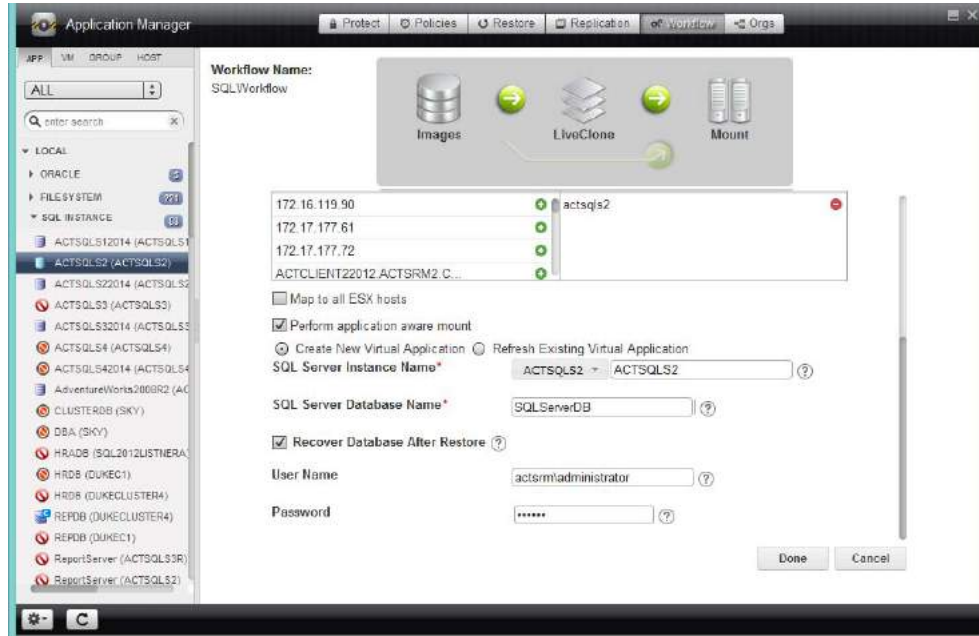 Application Manager
Protect
Policies
Restore
Replication
Workflow
Orgs
APP
VM
GROUP
HOST
ALL
enter search
LOCAL
ORACLE
FILESYSTEM
SQL INSTANCE
ACTSQLS12014 (ACTSQLS1
ACTSQLS2 (ACTSQLS2)
ACTSQLS22014 (ACTSQLS2
ACTSQLS3 (ACTSQLS3)
ACTSQLS32014 (ACTSQLS3
ACTSQLS4 (ACTSQLS4)
ACTSQLS42014 (ACTSQLS4
AdventureWorks2008R2 (AC
CLUSTERDB (SKY)
DBA (SKY)
HRADB (SQL2012LISTNERA
HRDB (DUKEC1)
HRDB (DUKECLUSTER4)
REPDB (DUKECLUSTER4)
REPDB (DUKEC1)
ReportServer (ACTSQLS3R)
ReportServer (ACTSQLS2)
Workflow Name:
SQLWorkflow
Images
LiveClone
Mount
172.16.119.90
172.17.177.61
172.17.177.72
ACTCLIENT22012.ACTSRM2.C...
actsqls2
Map to all ESX hosts
Perform application aware mount
Create New Virtual Application
Refresh Existing Virtual Application
SQL Server Instance Name*
ACTSQLS2
ACTSQLS2
SQL Server Database Name*
SQLServerDB
Recover Database After Restore
User Name
actsrm\administrator
Password
••••••
Done
Cancel